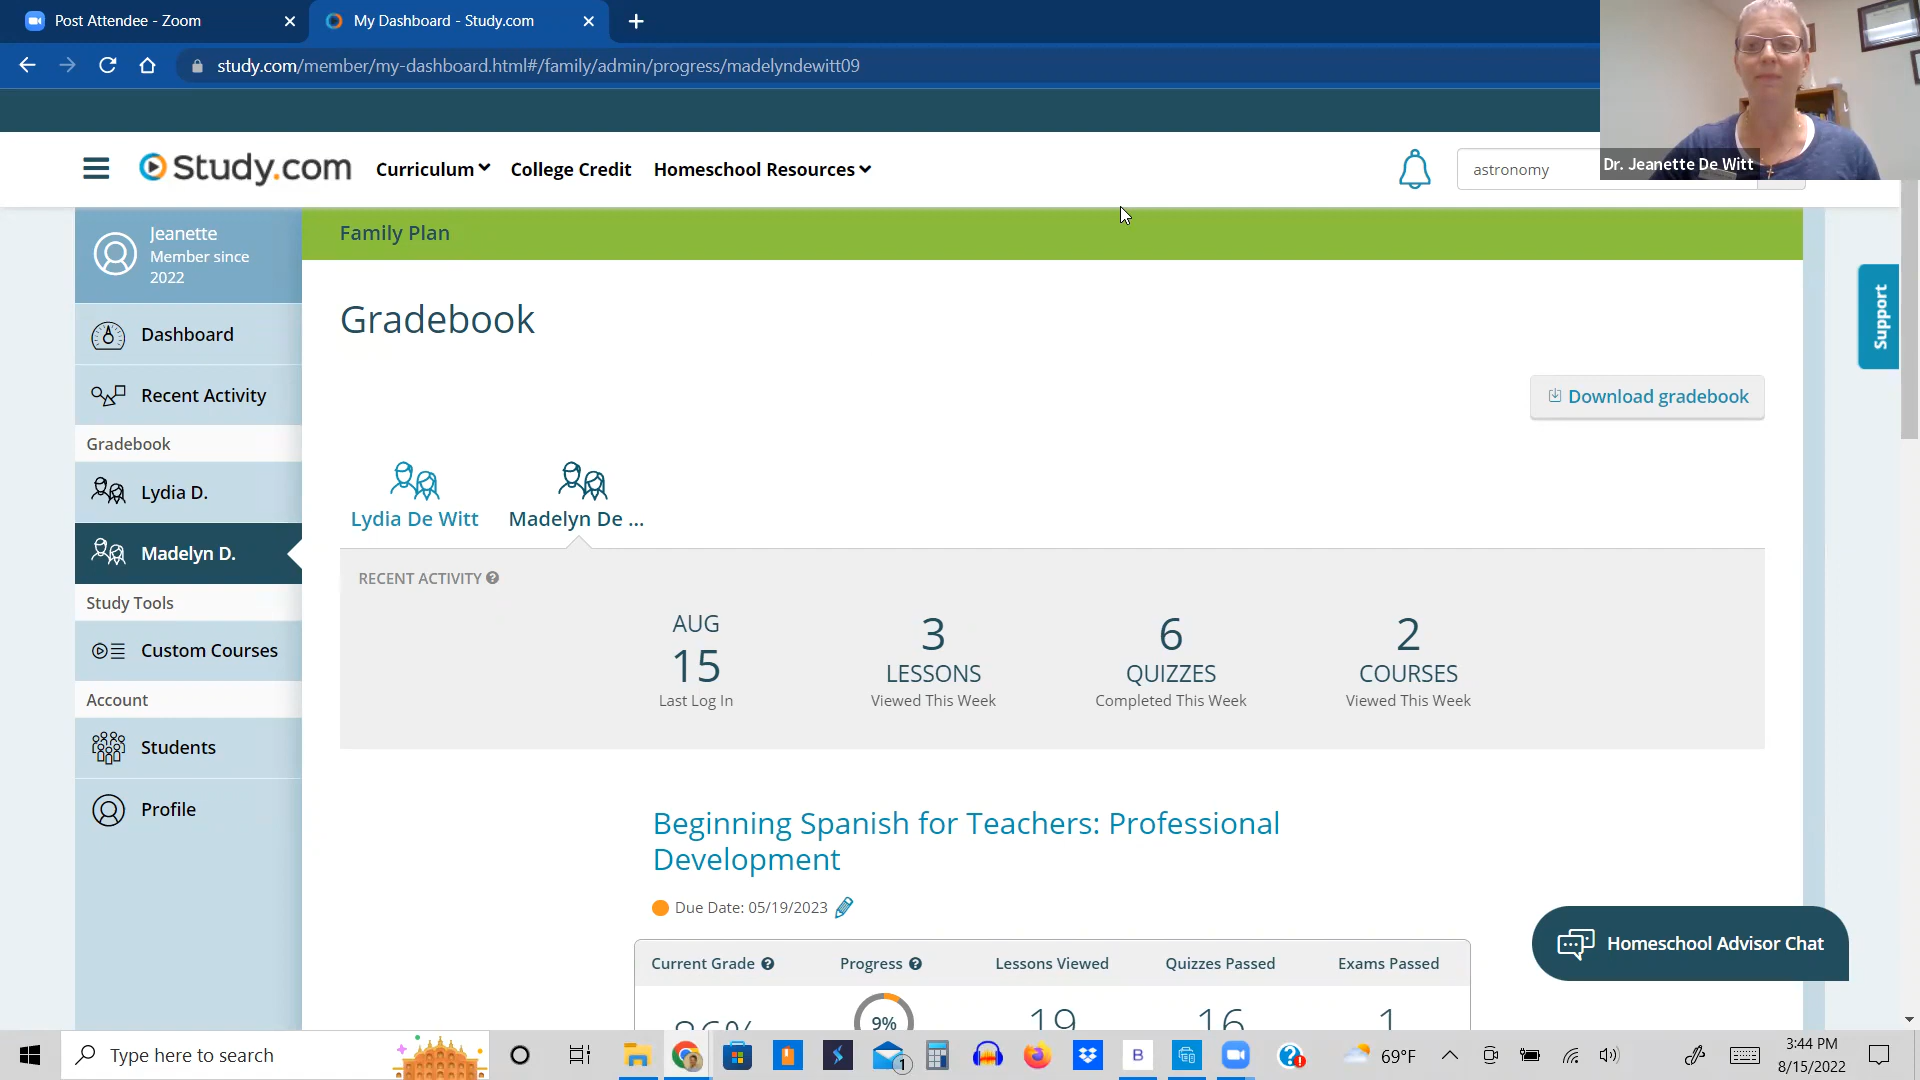 Post Attendee - Zoom
My Dashboard - Study.com
study.com/member/my-dashboard.html#/family/admin/progress/madelyndewitt09
Study.com
Curriculum
College Credit
Homeschool Resources
astronomy
Dr. Jeanette De Witt
Jeanette
Member since
2022
Family Plan
Dashboard
Recent Activity
Gradebook
Lydia D.
Madelyn D.
Study Tools
Custom Courses
Account
Students
Profile
Gradebook
Download gradebook
Support
Lydia De Witt
Madelyn De ...
RECENT ACTIVITY ?
AUG
15
Last Log In
3
LESSONS
Viewed This Week
6
QUIZZES
Completed This Week
2
COURSES
Viewed This Week
Beginning Spanish for Teachers: Professional
Development
Due Date: 05/19/2023
Current Grade ?
Progress ?
Lessons Viewed
Quizzes Passed
Exams Passed
86%
9%
19
16
1
Homeschool Advisor Chat
Type here to search
1
B
69°F
3:44 PM
8/15/2022